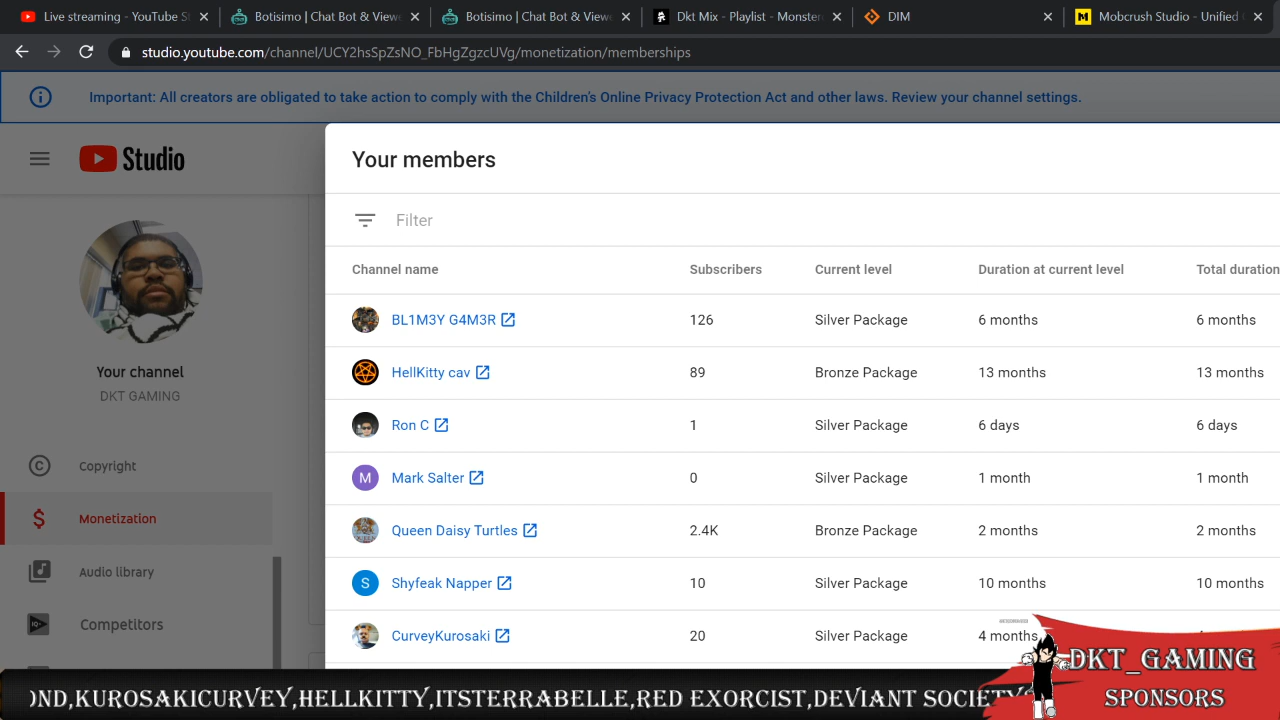 Live streaming - YouTube St
Botisimo | Chat Bot & Viewe
Botisimo | Chat Bot & Viewe
Dkt Mix - Playlist - Monster
DIM
Mobcrush Studio - Unified
studio.youtube.com/channel/UCY2hsSpZsNO_FbHgZgzcUVg/monetization/memberships
Important: All creators are obligated to take action to comply with the Children's Online Privacy Protection Act and other laws. Review your channel settings.
Studio
Your channel
DKT GAMING
Copyright
Monetization
Audio library
Competitors
Your members
Filter
Channel name Subscribers Current level Duration at current level Total duration
BL1M3Y G4M3R 126 Silver Package 6 months 6 months
HellKitty cav 89 Bronze Package 13 months 13 months
Ron C 1 Silver Package 6 days 6 days
M Mark Salter 0 Silver Package 1 month 1 month
Queen Daisy Turtles 2.4K Bronze Package 2 months 2 months
S Shyfeak Napper 10 Silver Package 10 months 10 months
CurveyKurosaki 20 Silver Package 4 months
OND,KUROSAKICURVEY,HELLKITTY,ITSTERRABELLE,RED EXORCIST,DEVIANT SOCIETY
DKT_GAMING
SPONSORS